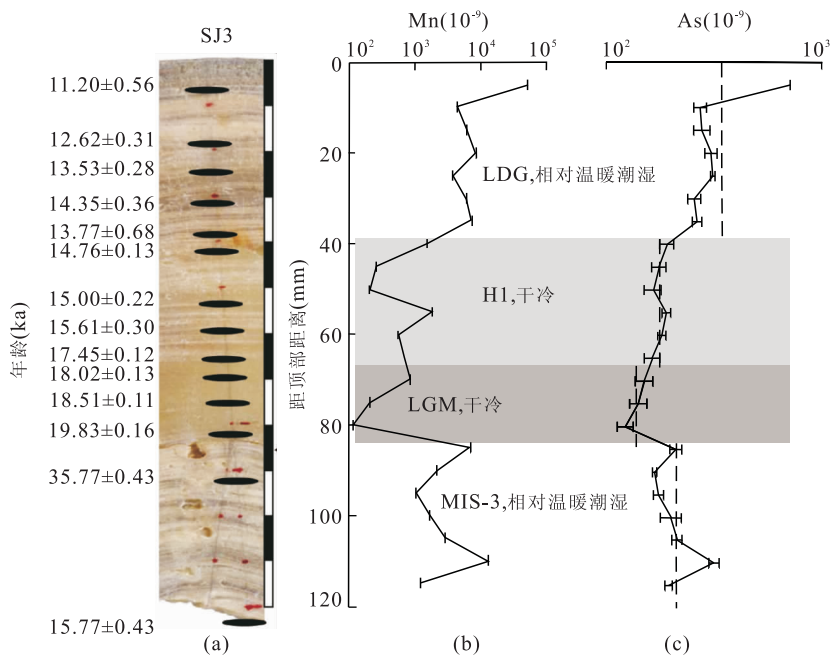 SJ3
Mn(10⁻⁹)
As(10⁻⁹)
10² 10³ 10⁴ 10⁵
10² 10³
年龄(ka)
11.20±0.56
12.62±0.31
13.53±0.28
14.35±0.36
13.77±0.68
14.76±0.13
15.00±0.22
15.61±0.30
17.45±0.12
18.02±0.13
18.51±0.11
19.83±0.16
35.77±0.43
15.77±0.43
距顶部距离(mm)
0
20
40
60
80
100
120
LDG,相对温暖潮湿
H1,干冷
LGM,干冷
MIS-3,相对温暖潮湿
(a)
(b)
(c)